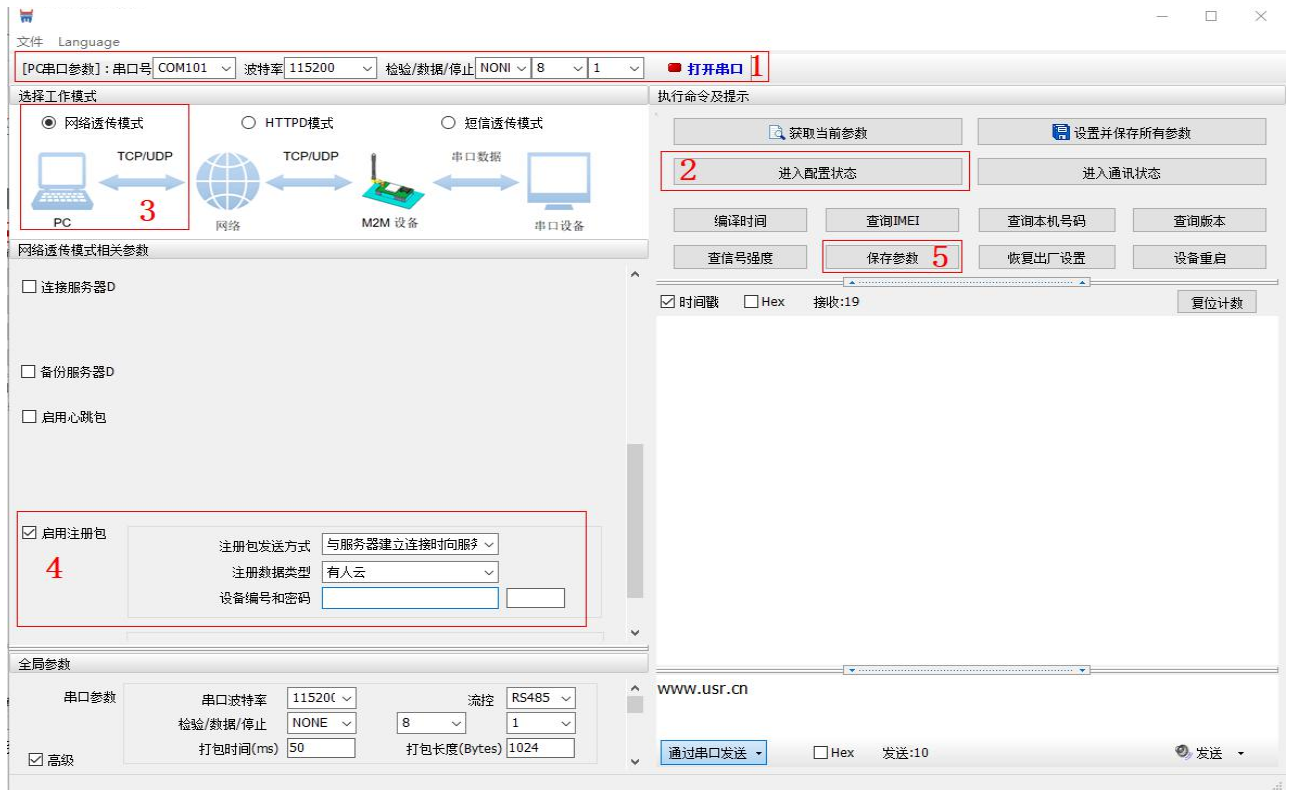 文件 Language
[PC串口参数]：串口号 COM101 波特率 115200 检验/数据/停止 NONI 8 1 打开串口 1
选择工作模式
网络透传模式 HTTPD模式 短信透传模式
TCP/UDP TCP/UDP 串口数据
3
PC 网络 M2M 设备 串口设备
网络透传模式相关参数
连接服务器D
备份服务器D
启用心跳包
启用注册包
4
注册包发送方式 与服务器建立连接时向服务
注册数据类型 有人云
设备编号和密码
全局参数
串口参数 串口波特率 115200 流控 RS485
检验/数据/停止 NONE 8 1
打包时间(ms) 50 打包长度(Bytes) 1024
高级
执行命令及提示
获取当前参数 设置并保存所有参数
2 进入配置状态 进入通讯状态
编译时间 查询IMEI 查询本机号码 查询版本
查信号强度 保存参数 5 恢复出厂设置 设备重启
时间戳 Hex 接收:19 复位计数
www.usr.cn
通过串口发送 Hex 发送:10 发送